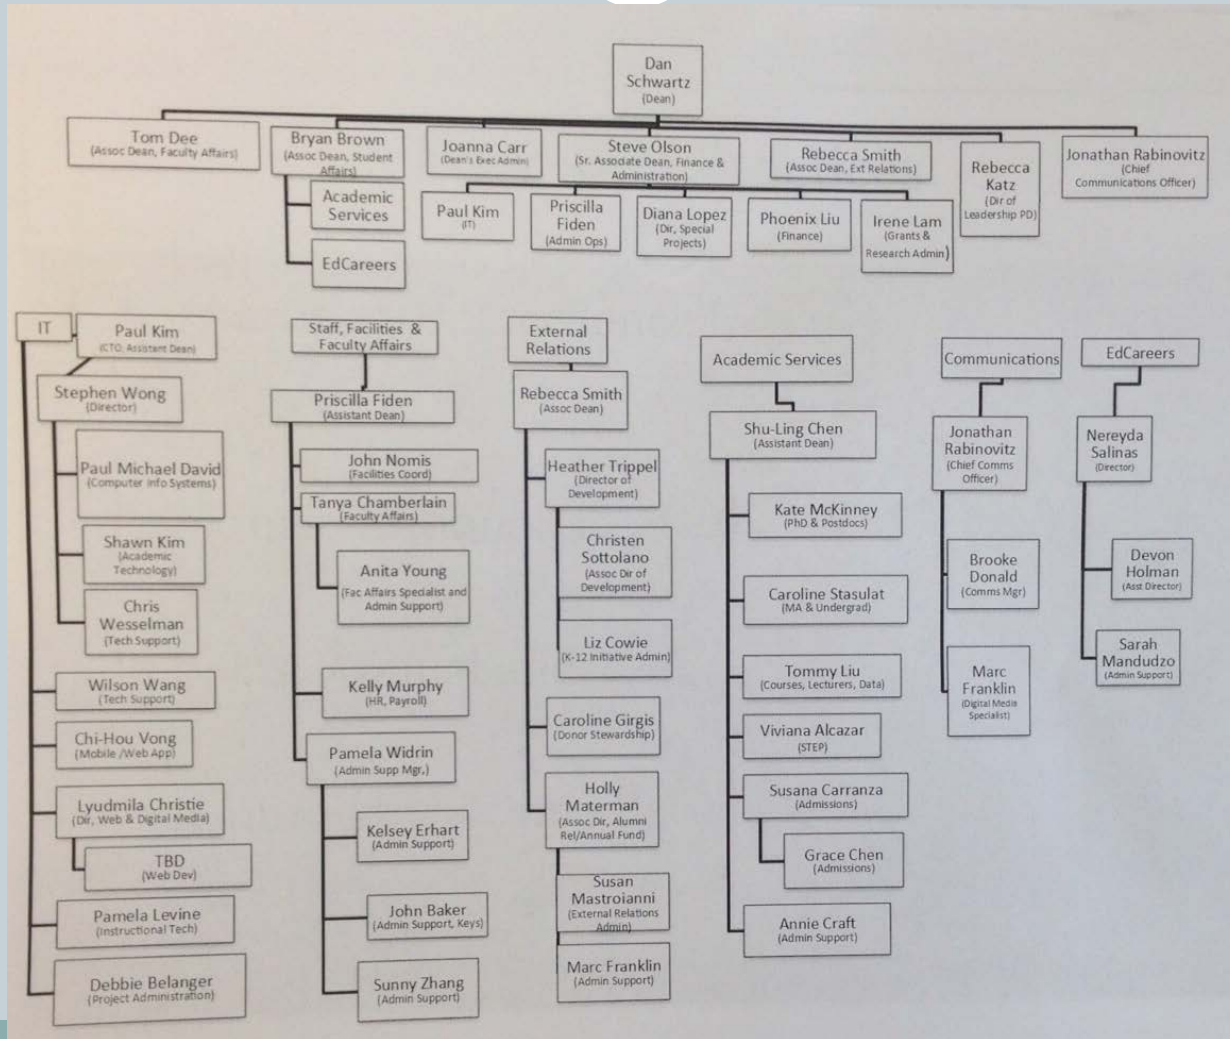 Dan
Schwartz
(Dean)
Tom Dee
(Assoc Dean, Faculty Affairs)
Bryan Brown
(Assoc Dean, Student
Affairs)
Academic
Services
EdCareers
Joanna Carr
(Dean's Exec Admin)
Steve Olson
(Sr. Associate Dean, Finance &
Administration)
Rebecca Smith
(Assoc Dean, Ext Relations)
Rebecca
Katz
(Dir of
Leadership PD)
Jonathan Rabinovitz
(Chief
Communications Officer)
Paul Kim
(IT)
Priscilla
Fiden
(Admin Ops)
Diana Lopez
(Dir, Special
Projects)
Phoenix Liu
(Finance)
Irene Lam
(Grants &
Research Admin)
IT
Paul Kim
(CTO, Assistant Dean)
Stephen Wong
(Director)
Paul Michael David
(Computer Info Systems)
Shawn Kim
(Academic
Technology)
Chris
Wesselman
(Tech Support)
Wilson Wang
(Tech Support)
Chi-Hou Vong
(Mobile /Web App)
Lyudmila Christie
(Dir, Web & Digital Media)
TBD
(Web Dev)
Pamela Levine
(Instructional Tech)
Debbie Belanger
(Project Administration)
Staff, Facilities &
Faculty Affairs
Priscilla Fiden
(Assistant Dean)
John Nomis
(Facilities Coord)
Tanya Chamberlain
(Faculty Affairs)
Anita Young
(Fac Affairs Specialist and
Admin Support)
Kelly Murphy
(HR, Payroll)
Pamela Widrin
(Admin Supp Mgr,)
Kelsey Erhart
(Admin Support)
John Baker
(Admin Support, Keys)
Sunny Zhang
(Admin Support)
External
Relations
Rebecca Smith
(Assoc Dean)
Heather Trippel
(Director of
Development)
Christen
Sottolano
(Assoc Dir of
Development)
Liz Cowie
(K-12 Initiative Admin)
Caroline Girgis
(Donor Stewardship)
Holly
Materman
(Assoc Dir, Alumni
Rel/Annual Fund)
Susan
Mastroianni
(External Relations
Admin)
Marc Franklin
(Admin Support)
Academic Services
Shu-Ling Chen
(Assistant Dean)
Kate McKinney
(PhD & Postdocs)
Caroline Stasulat
(MA & Undergrad)
Tommy Liu
(Courses, Lecturers, Data)
Viviana Alcazar
(STEP)
Susana Carranza
(Admissions)
Grace Chen
(Admissions)
Annie Craft
(Admin Support)
Communications
Jonathan
Rabinovitz
(Chief Comms
Officer)
Brooke
Donald
(Comms Mgr)
Marc
Franklin
(Digital Media
Specialist)
EdCareers
Nereyda
Salinas
(Director)
Devon
Holman
(Asst Director)
Sarah
Mandudzo
(Admin Support)